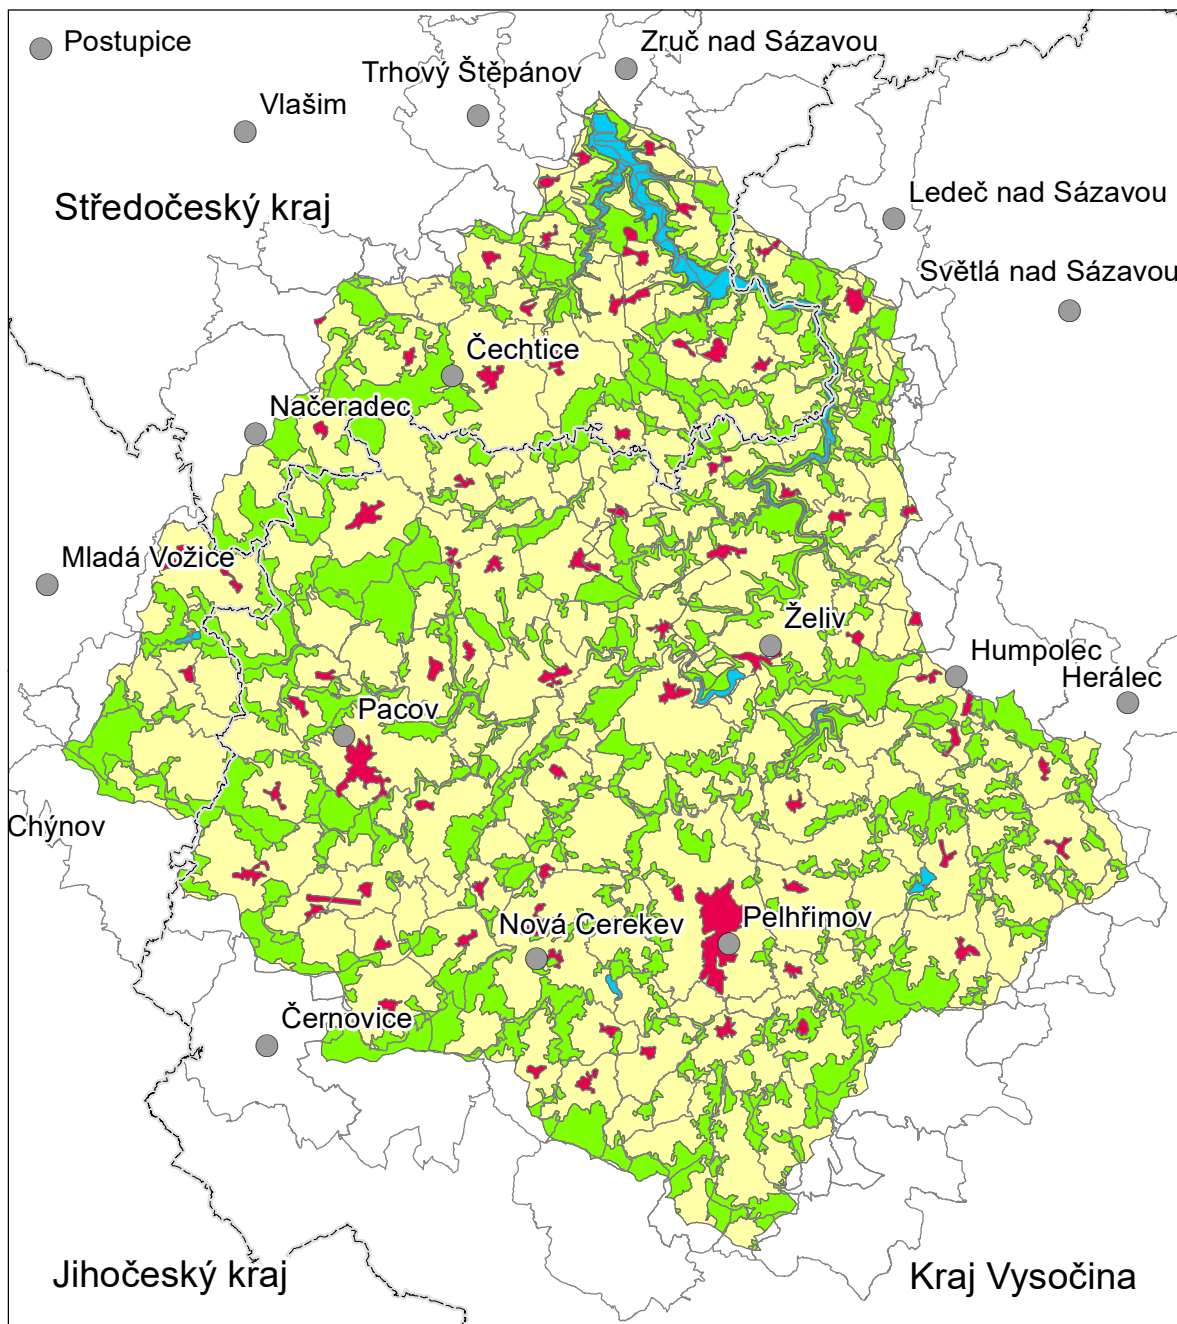 Postupice
Zruč nad Sázavou
Trhový Štěpánov
Vlašim
Ledeč nad Sázavou
Středočeský kraj
Světlá nad Sázavou
Čechtice
Načeradec
Mladá Vožice
Želiv
Humpolec
Herálec
Pacov
Chýnov
Pelhřimov
Nová Cerekev
Černovice
Jihočeský kraj
Kraj Vysočina